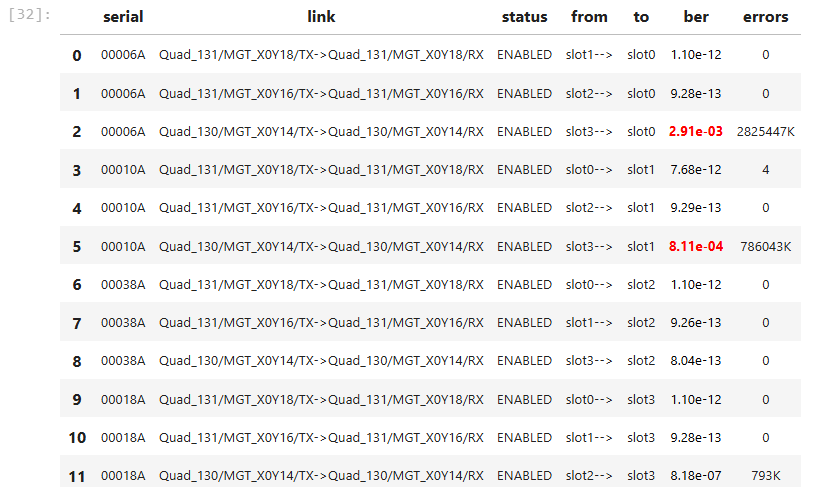 [32]:
serial link status from to ber errors
0 00006A Quad_131/MGT_X0Y18/TX->Quad_131/MGT_X0Y18/RX ENABLED slot1--> slot0 1.10e-12 0
1 00006A Quad_131/MGT_X0Y16/TX->Quad_131/MGT_X0Y16/RX ENABLED slot2--> slot0 9.28e-13 0
2 00006A Quad_130/MGT_X0Y14/TX->Quad_130/MGT_X0Y14/RX ENABLED slot3--> slot0 2.91e-03 2825447K
3 00010A Quad_131/MGT_X0Y18/TX->Quad_131/MGT_X0Y18/RX ENABLED slot0--> slot1 7.68e-12 4
4 00010A Quad_131/MGT_X0Y16/TX->Quad_131/MGT_X0Y16/RX ENABLED slot2--> slot1 9.29e-13 0
5 00010A Quad_130/MGT_X0Y14/TX->Quad_130/MGT_X0Y14/RX ENABLED slot3--> slot1 8.11e-04 786043K
6 00038A Quad_131/MGT_X0Y18/TX->Quad_131/MGT_X0Y18/RX ENABLED slot0--> slot2 1.10e-12 0
7 00038A Quad_131/MGT_X0Y16/TX->Quad_131/MGT_X0Y16/RX ENABLED slot1--> slot2 9.26e-13 0
8 00038A Quad_130/MGT_X0Y14/TX->Quad_130/MGT_X0Y14/RX ENABLED slot3--> slot2 8.04e-13 0
9 00018A Quad_131/MGT_X0Y18/TX->Quad_131/MGT_X0Y18/RX ENABLED slot0--> slot3 1.10e-12 0
10 00018A Quad_131/MGT_X0Y16/TX->Quad_131/MGT_X0Y16/RX ENABLED slot1--> slot3 9.28e-13 0
11 00018A Quad_130/MGT_X0Y14/TX->Quad_130/MGT_X0Y14/RX ENABLED slot2--> slot3 8.18e-07 793K